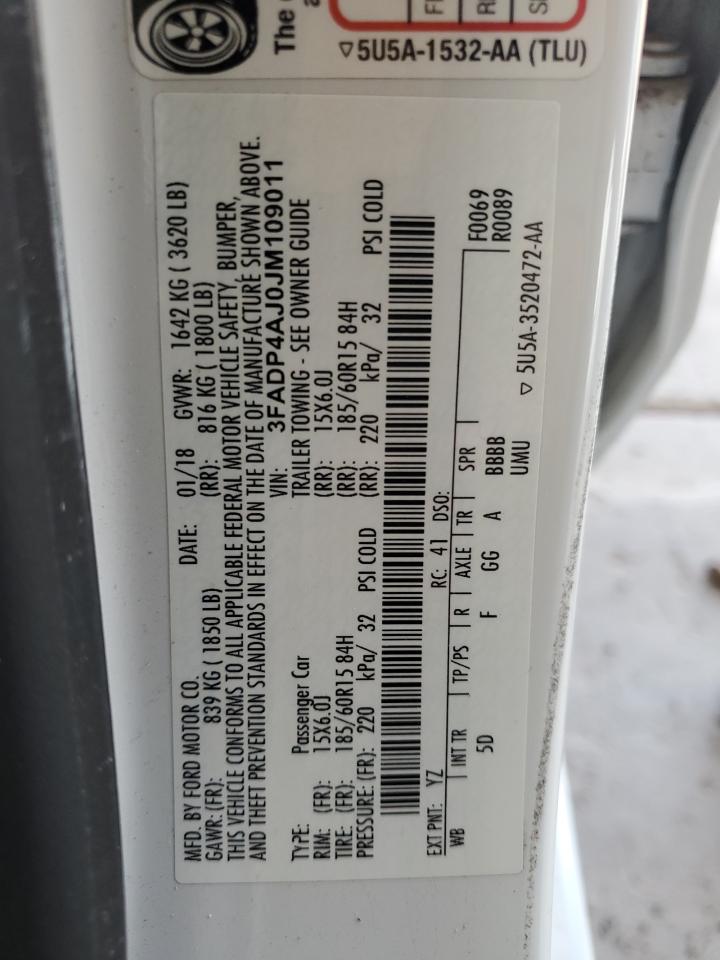 The
FR
RE
SP
▽5U5A-1532-AA (TLU)
MFD. BY FORD MOTOR CO. DATE: 01/18 GVWR: 1642 KG ( 3620 LB)
GAWR: (FR): 839 KG ( 1850 LB) (RR): 816 KG ( 1800 LB)
THIS VEHICLE CONFORMS TO ALL APPLICABLE FEDERAL MOTOR VEHICLE SAFETY, BUMPER,
AND THEFT PREVENTION STANDARDS IN EFFECT ON THE DATE OF MANUFACTURE SHOWN ABOVE.
VIN: 3FADP4AJ0JM109011
TYPE: Passenger Car TRAILER TOWING - SEE OWNER GUIDE
RIM: (FR): 15X6.0J (RR): 15X6.0J
TIRE: (FR): 185/60R15 84H (RR): 185/60R15 84H
PRESSURE: (FR): 220 kPa/ 32 PSI COLD (RR): 220 kPa/ 32 PSI COLD
EXT PNT: YZ RC: 41 DSO: F0069
WB INT TR TP/PS R AXLE TR SPR R0089
5D F GG A BBBB
UMU
▽ 5U5A-3520472-AA